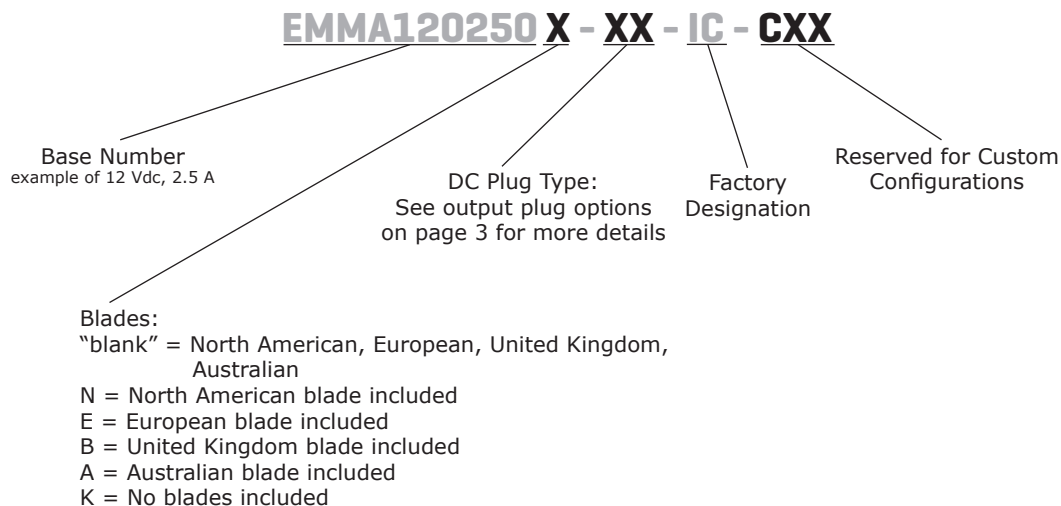 EMMA120250 X - XX - IC - CXX
Base Number
example of 12 Vdc, 2.5 A
DC Plug Type:
See output plug options
on page 3 for more details
Factory
Designation
Reserved for Custom
Configurations
Blades:
“blank” = North American, European, United Kingdom,
Australian
N = North American blade included
E = European blade included
B = United Kingdom blade included
A = Australian blade included
K = No blades included